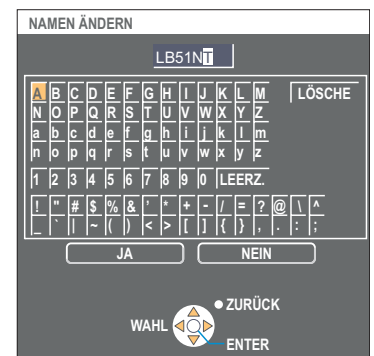 NAMEN ÄNDERN
LB51NT
A B C D E F G H I J K L M LÖSCHE
N O P Q R S T U V W X Y Z
a b c d e f g h i j k l m
n o p q r s t u v w x y z
1 2 3 4 5 6 7 8 9 0 LEERZ.
! " # $ % & ' * + - / = ? @ \ ^
_ ` | ~ ( ) < > [ ] { } , . : ;
JA NEIN
ZURÜCK
WAHL
ENTER